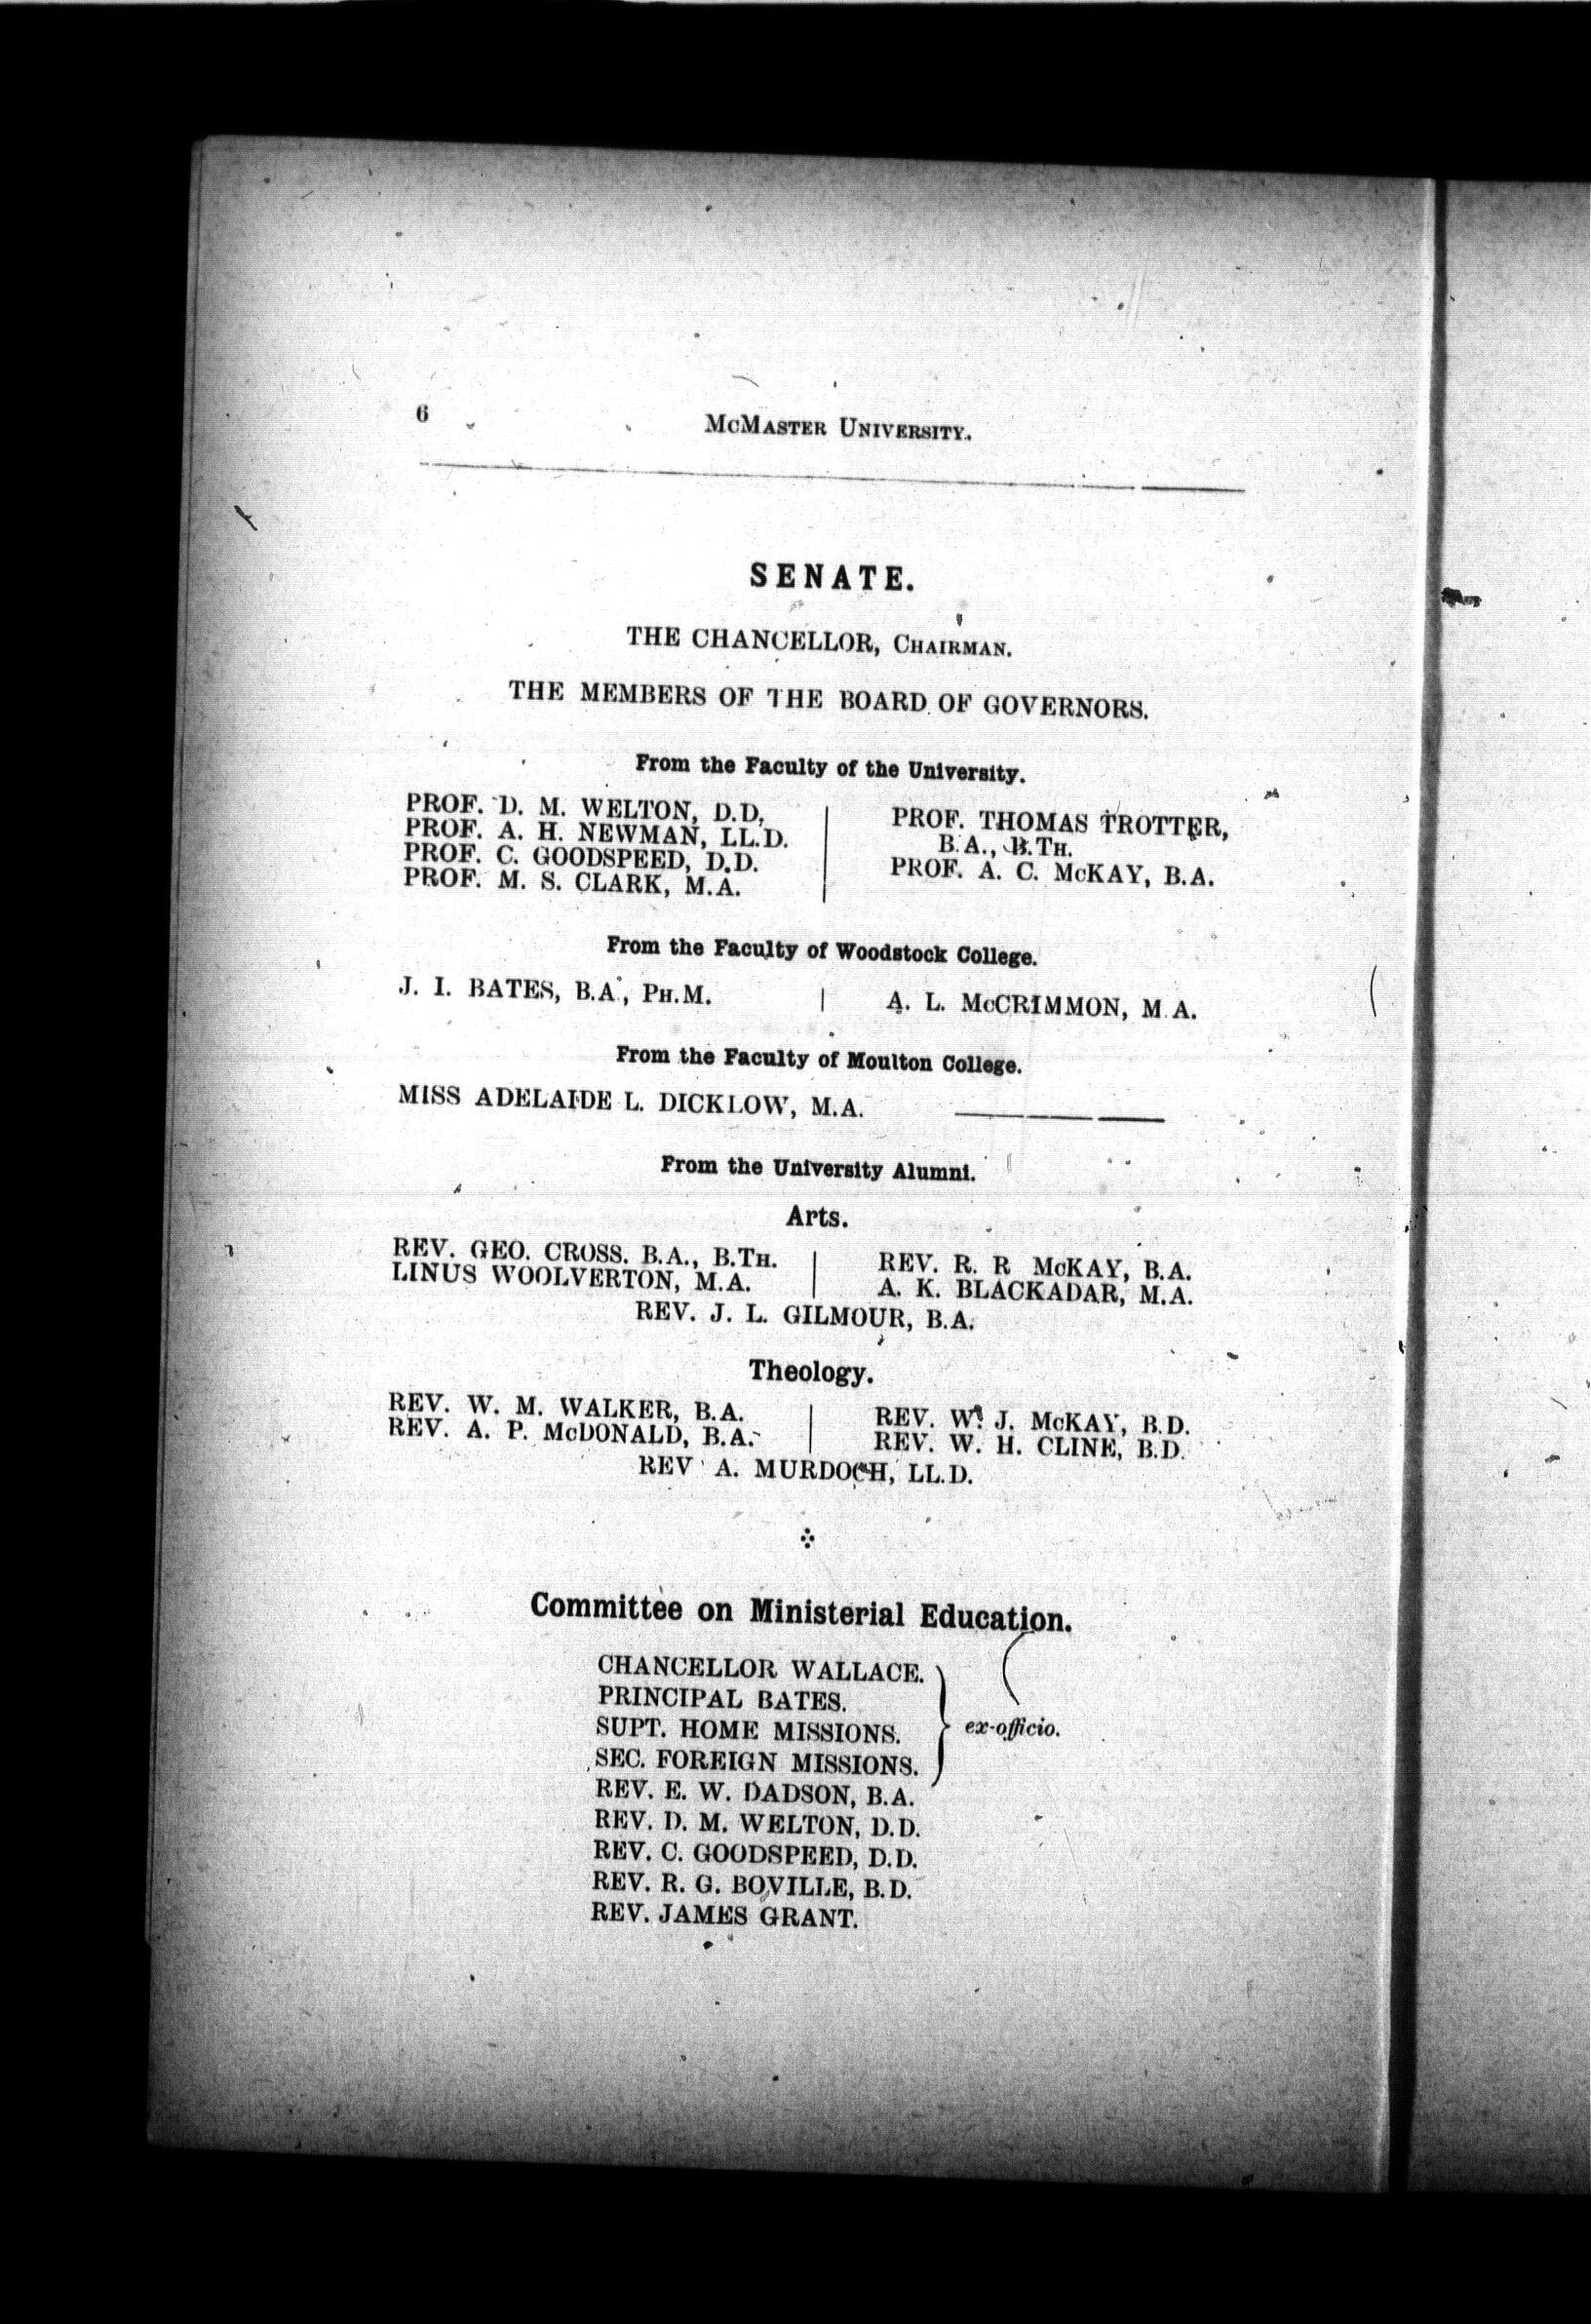 6
McMaster University.
SENATE.
THE CHANCELLOR, Chairman.
THE MEMBERS OF THE BOARD OF GOVERNORS.
From the Faculty of the University.
PROF. D. M. WELTON, D.D.
PROF. A. H. NEWMAN, LL.D.
PROF. C. GOODSPEED, D.D.
PROF. M. S. CLARK, M.A.
PROF. THOMAS TROTTER,
B.A., B.Th.
PROF. A. C. McKAY, B.A.
From the Faculty of Woodstock College.
J. I. BATES, B.A., Ph.M.
A. L. McCRIMMON, M.A.
From the Faculty of Moulton College.
MISS ADELAIDE L. DICKLOW, M.A.
From the University Alumni.
Arts.
REV. GEO. CROSS. B.A., B.Th.
LINUS WOOLVERTON, M.A.
REV. R. R McKAY, B.A.
A. K. BLACKADAR, M.A.
REV. J. L. GILMOUR, B.A.
Theology.
REV. W. M. WALKER, B.A.
REV. A. P. McDONALD, B.A.
REV. W. J. McKAY, B.D.
REV. W. H. CLINE, B.D.
REV A. MURDOCH, LL.D.
Committee on Ministerial Education.
CHANCELLOR WALLACE.
PRINCIPAL BATES.
SUPT. HOME MISSIONS.
SEC. FOREIGN MISSIONS.
ex-officio.
REV. E. W. DADSON, B.A.
REV. D. M. WELTON, D.D.
REV. C. GOODSPEED, D.D.
REV. R. G. BOVILLE, B.D.
REV. JAMES GRANT.